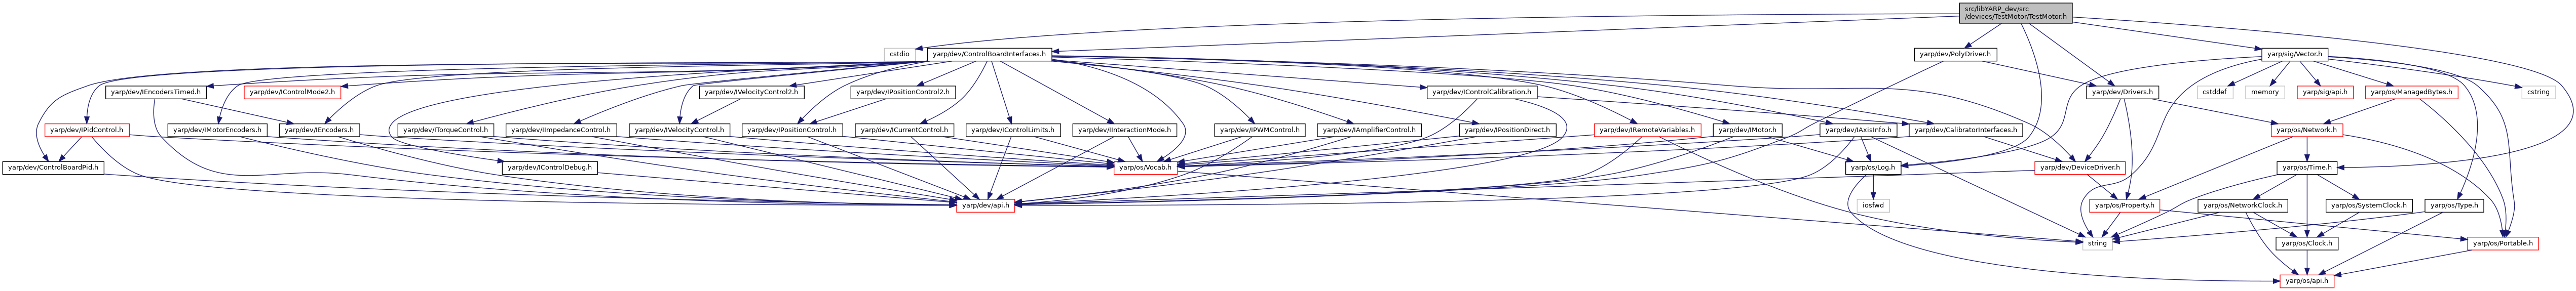 src/libYARP_dev/src
/devices/TestMotor/TestMotor.h
cstdio
yarp/dev/ControlBoardInterfaces.h
yarp/dev/PolyDriver.h
yarp/sig/Vector.h
yarp/dev/IEncodersTimed.h
yarp/dev/IControlMode2.h
yarp/dev/IVelocityControl2.h
yarp/dev/IPositionControl2.h
yarp/dev/IControlCalibration.h
yarp/dev/Drivers.h
cstddef
memory
yarp/sig/api.h
yarp/os/ManagedBytes.h
cstring
yarp/dev/IPidControl.h
yarp/dev/IMotorEncoders.h
yarp/dev/IEncoders.h
yarp/dev/ITorqueControl.h
yarp/dev/IImpedanceControl.h
yarp/dev/IVelocityControl.h
yarp/dev/IPositionControl.h
yarp/dev/ICurrentControl.h
yarp/dev/IControlLimits.h
yarp/dev/IInteractionMode.h
yarp/dev/IPWMControl.h
yarp/dev/IAmplifierControl.h
yarp/dev/IPositionDirect.h
yarp/dev/IRemoteVariables.h
yarp/dev/IMotor.h
yarp/dev/IAxisInfo.h
yarp/dev/CalibratorInterfaces.h
yarp/os/Network.h
yarp/dev/ControlBoardPid.h
yarp/dev/IControlDebug.h
yarp/os/Vocab.h
yarp/os/Log.h
yarp/dev/DeviceDriver.h
yarp/os/Time.h
yarp/dev/api.h
iosfwd
yarp/os/Property.h
yarp/os/NetworkClock.h
yarp/os/SystemClock.h
yarp/os/Type.h
string
yarp/os/Clock.h
yarp/os/Portable.h
yarp/os/api.h